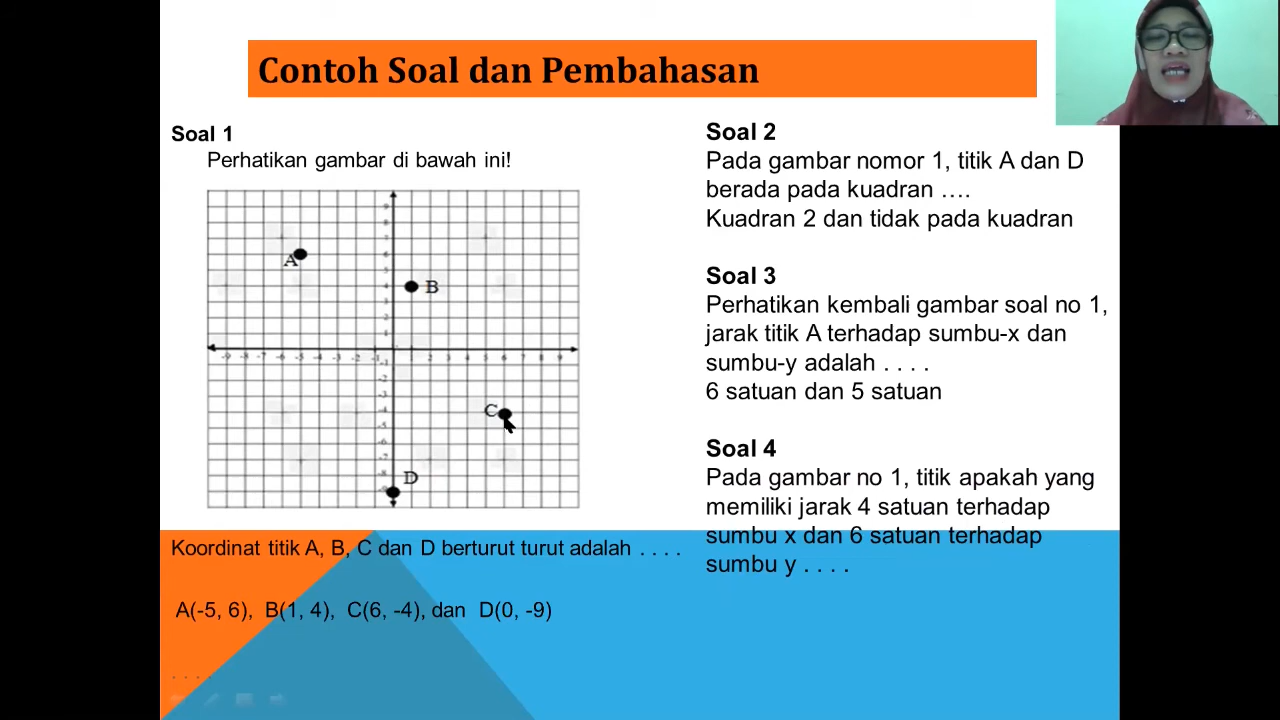 Contoh Soal dan Pembahasan
Soal 1
Perhatikan gambar di bawah ini!
A
B
C
D
Koordinat titik A, B, C dan D berturut turut adalah . . . .
A(-5, 6), B(1, 4), C(6, -4), dan D(0, -9)
. . . .
Soal 2
Pada gambar nomor 1, titik A dan D
berada pada kuadran ….
Kuadran 2 dan tidak pada kuadran
Soal 3
Perhatikan kembali gambar soal no 1,
jarak titik A terhadap sumbu-x dan
sumbu-y adalah . . . .
6 satuan dan 5 satuan
Soal 4
Pada gambar no 1, titik apakah yang
memiliki jarak 4 satuan terhadap
sumbu x dan 6 satuan terhadap
sumbu y . . . .